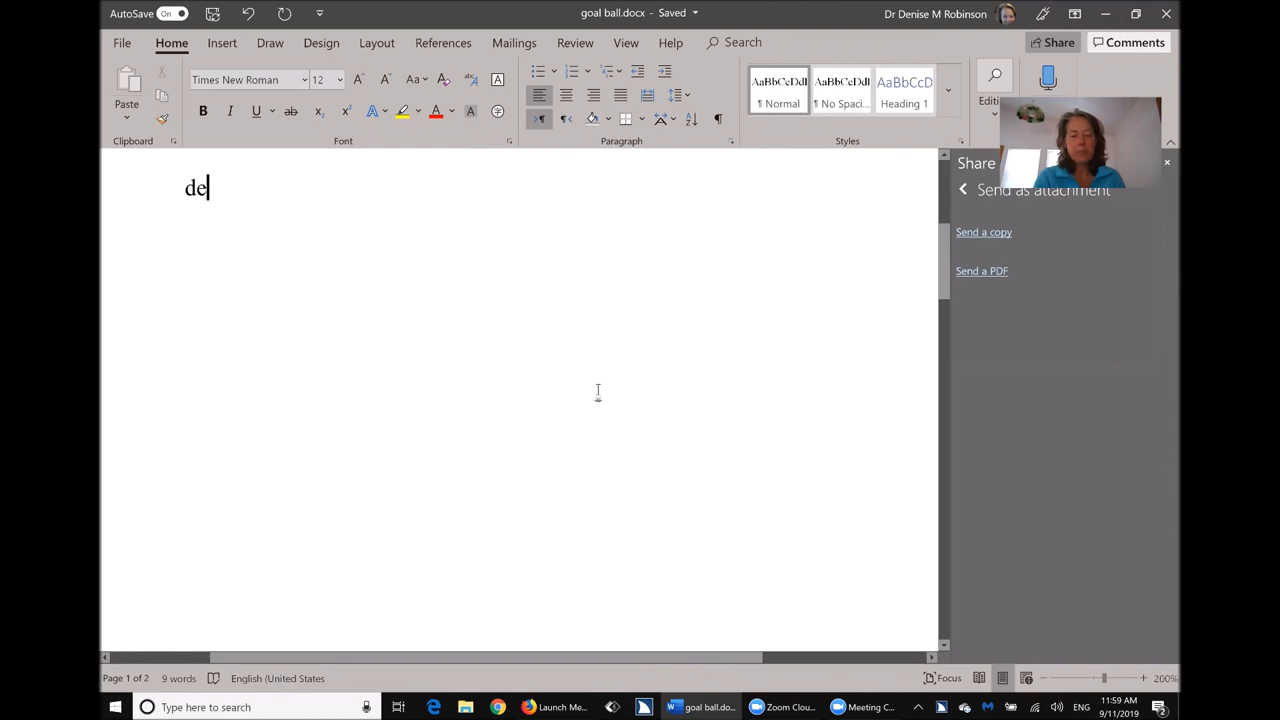 AutoSave On goal ball.docx - Saved Dr Denise M Robinson
File Home Insert Draw Design Layout References Mailings Review View Help Search Share Comments
Paste Times New Roman 12 AaBbCcDdI AaBbCcDdI AaBbCcD
¶ Normal ¶ No Spaci... Heading 1 Editi
Clipboard Font Paragraph Styles
Share
Send as attachment
de
Send a copy
Send a PDF
Page 1 of 2 9 words English (United States Focus 200%
Type here to search Launch Me... goal ball.do... Zoom Clou... Meeting C... ENG 11:59 AM
9/11/2019 2